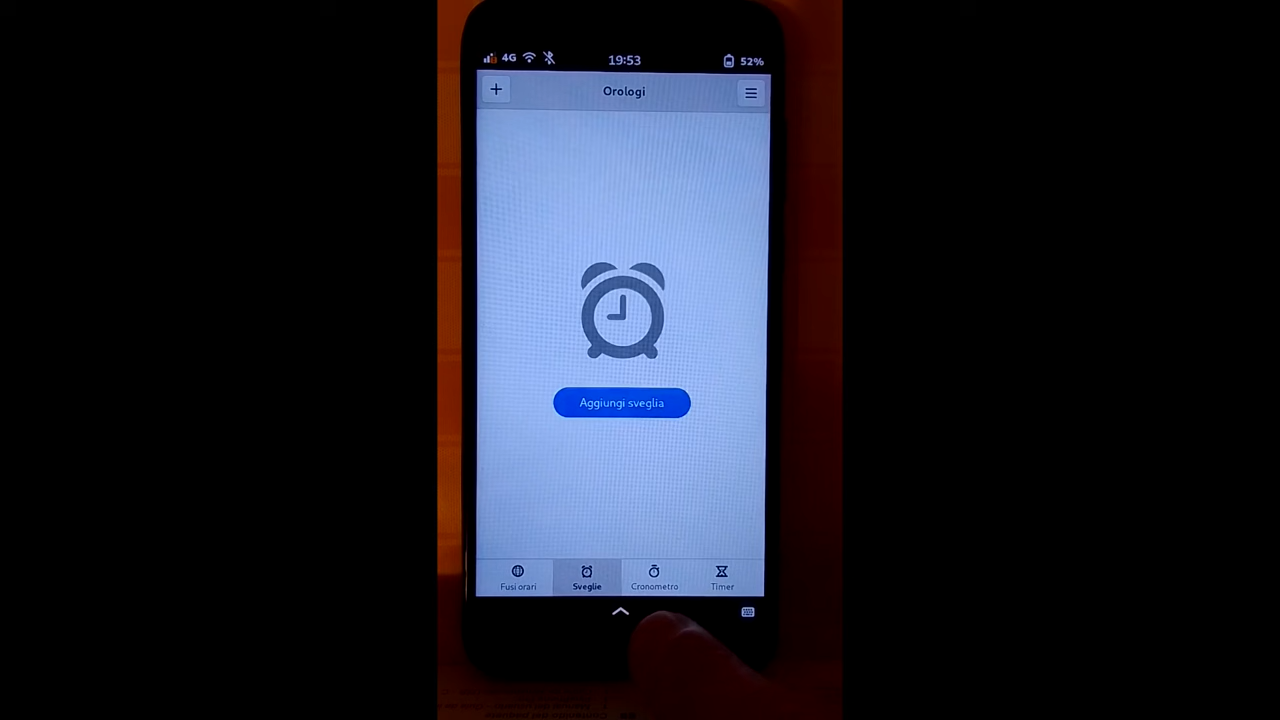 4G 19:53 52%
Orologi
Aggiungi sveglia
Fusi orari Sveglie Cronometro Timer